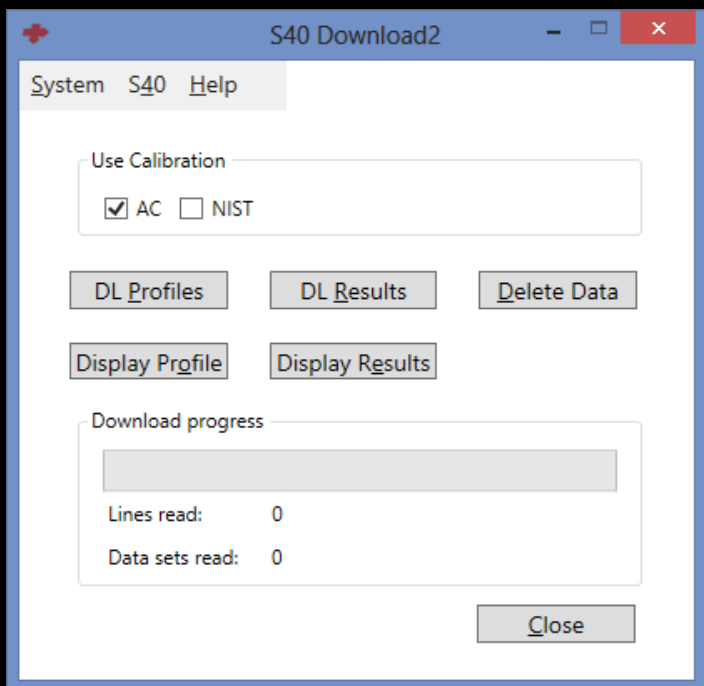 S40 Download2
System S40 Help
Use Calibration
AC NIST
DL Profiles DL Results Delete Data
Display Profile Display Results
Download progress
Lines read: 0
Data sets read: 0
Close